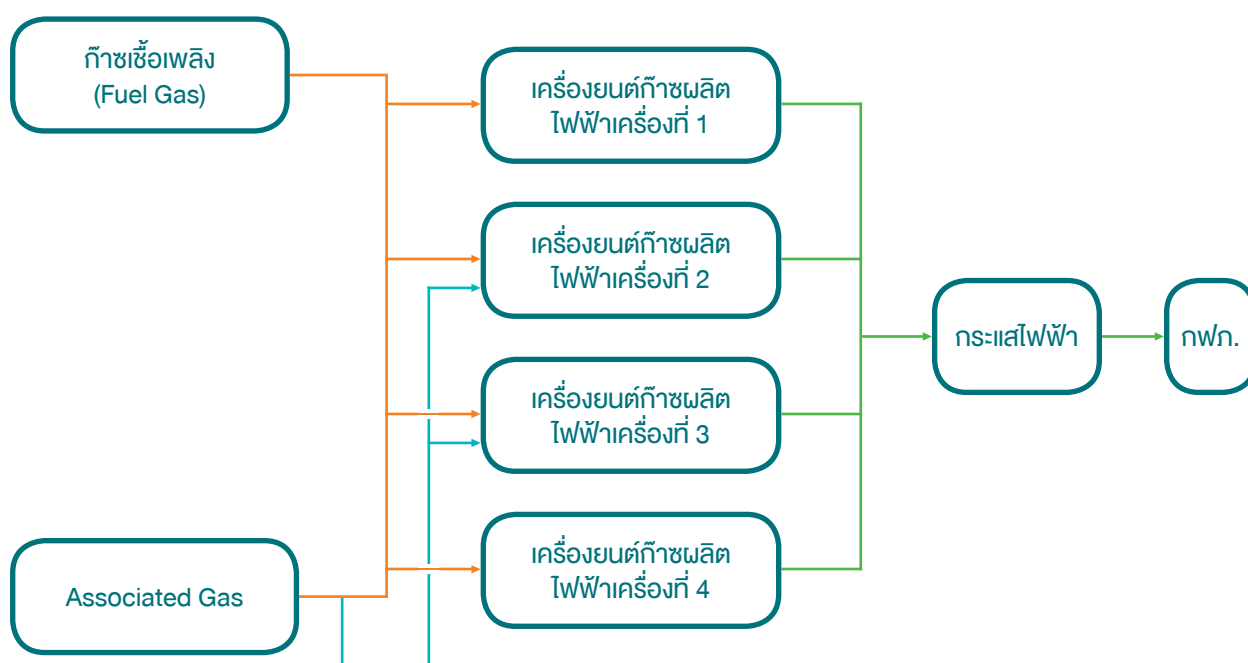 ก๊าซเชื้อเพลิง
(Fuel Gas)
เครื่องยนต์ก๊าซผลิต
ไฟฟ้าเครื่องที่ 1
เครื่องยนต์ก๊าซผลิต
ไฟฟ้าเครื่องที่ 2
เครื่องยนต์ก๊าซผลิต
ไฟฟ้าเครื่องที่ 3
เครื่องยนต์ก๊าซผลิต
ไฟฟ้าเครื่องที่ 4
Associated Gas
กระแสไฟฟ้า
กฟภ.